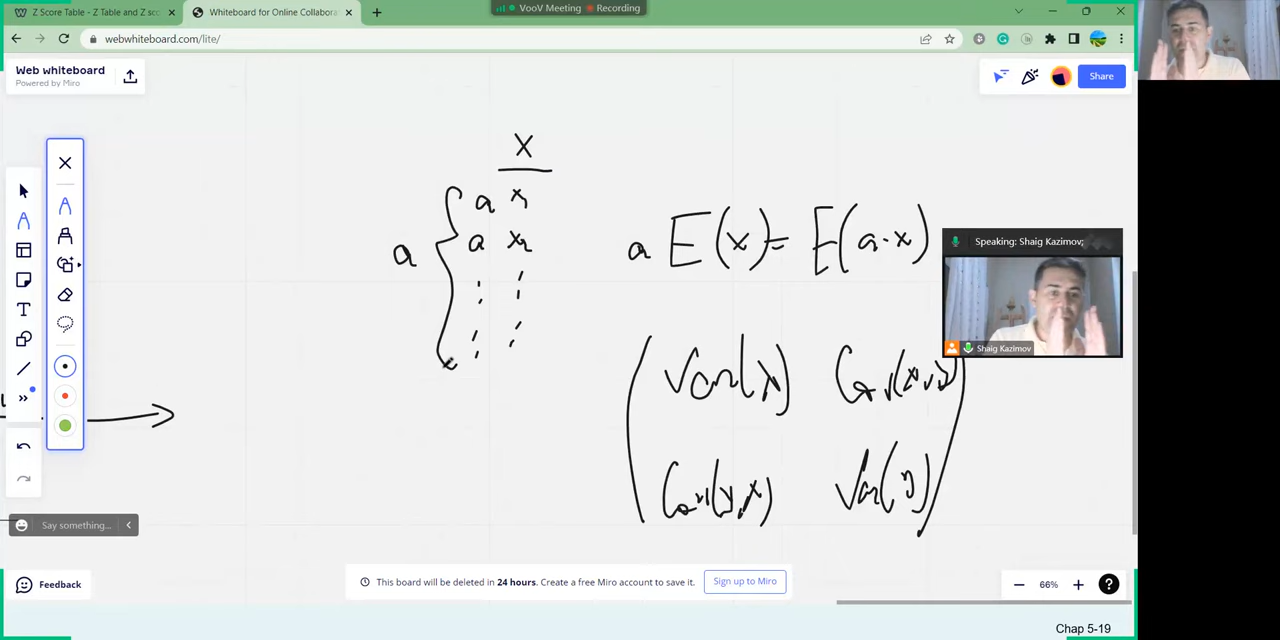 Z Score Table - Z Table and Z sco
Whiteboard for Online Collabora
VooV Meeting Recording
webwhiteboard.com/lite/
Web whiteboard
Powered by Miro
Share
X
a x₁
a x₂
a
a E(x) = E(a·x)
Speaking: Shaig Kazimov;
Shaig Kazimov
Var(x) Cov(x,y)
Cov(y,x) Var(y)
T
Say something...
Feedback
This board will be deleted in 24 hours. Create a free Miro account to save it.
Sign up to Miro
66%
Chap 5-19